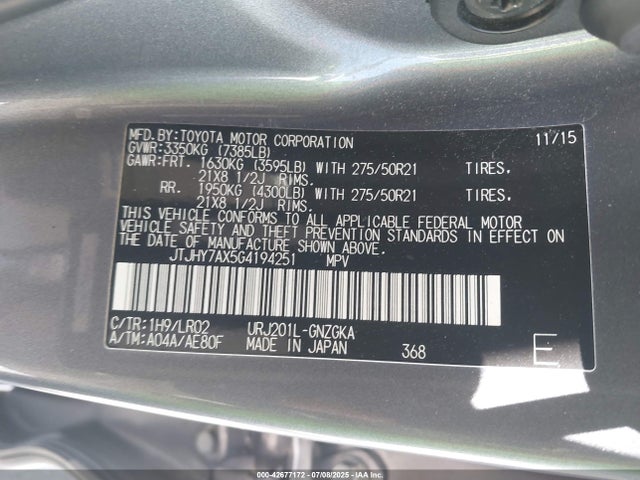 MFD.BY:TOYOTA MOTOR CORPORATION 11/15
GVWR:3350KG (7385LB)
GAWR:FRT. 1630KG (3595LB) WITH 275/50R21 TIRES,
21X8 1/2J RIMS.
RR. 1950KG (4300LB) WITH 275/50R21 TIRES,
21X8 1/2J RIMS.
THIS VEHICLE CONFORMS TO ALL APPLICABLE FEDERAL MOTOR
VEHICLE SAFETY AND THEFT PREVENTION STANDARDS IN EFFECT ON
THE DATE OF MANUFACTURE SHOWN ABOVE.
JTJHY7AX5G4194251 MPV
C/TR:1H9/LR02 URJ201L-GNZGKA
A/TM:A04A/AE80F MADE IN JAPAN 368 E
000-42677172 07/08/2025 IAA